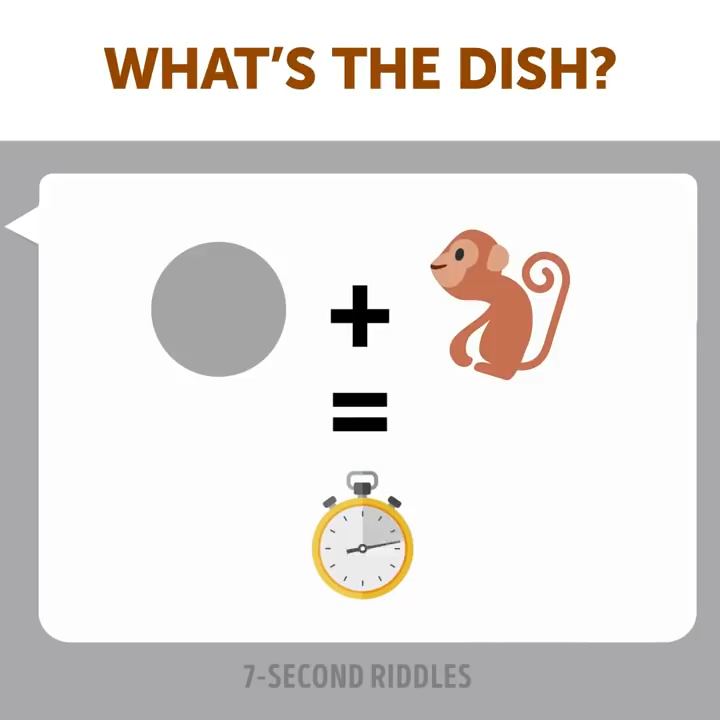 WHAT'S THE DISH?
+
=
7-SECOND RIDDLES